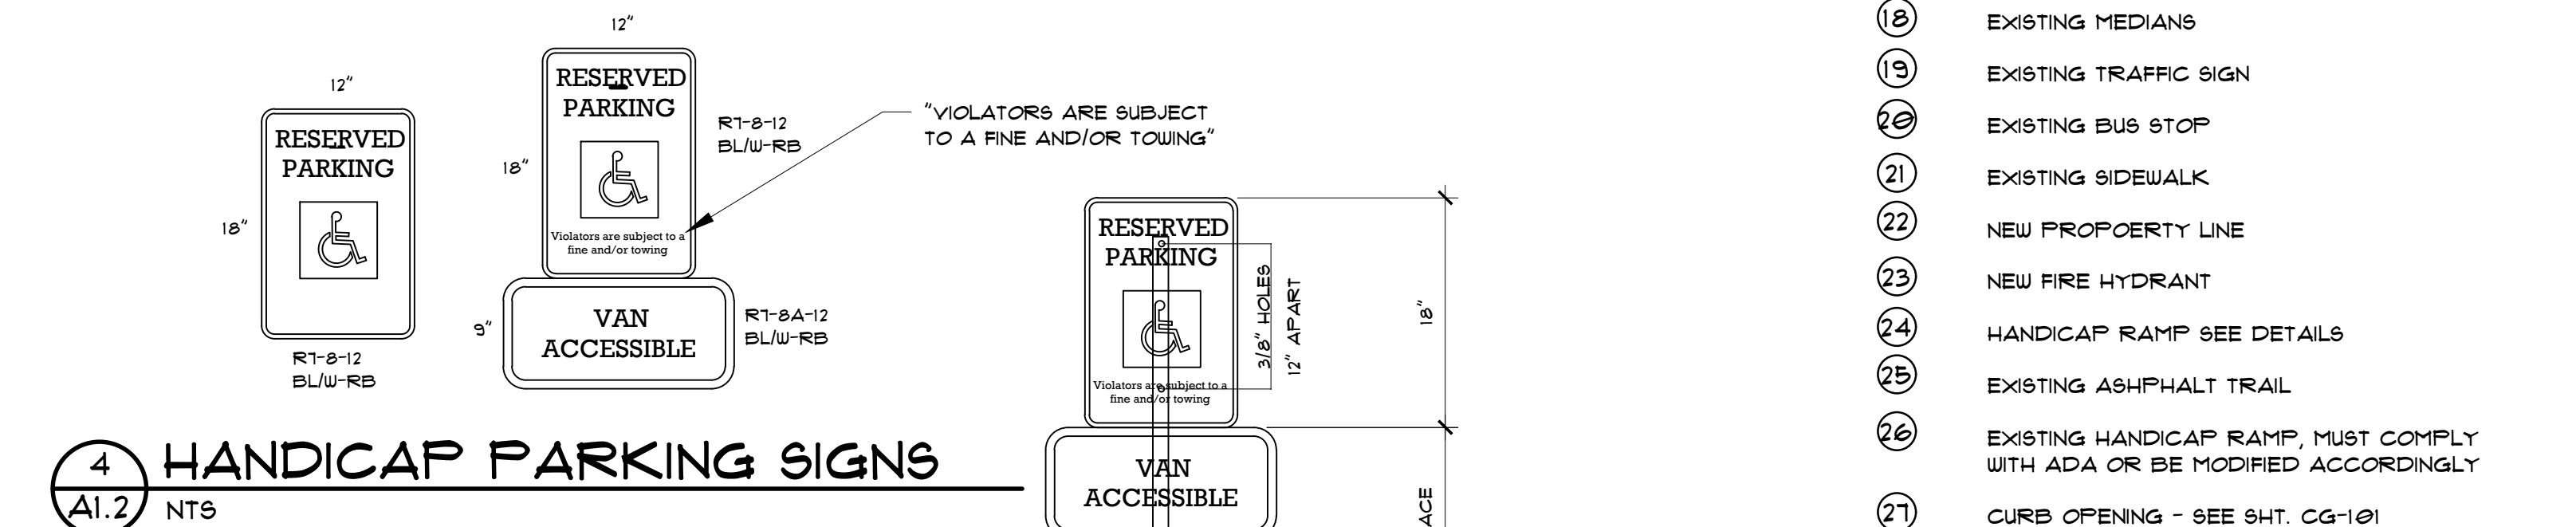 12"
RESERVED
PARKING
18"
R7-8-12
BL/W-RB
12"
RESERVED
PARKING
18"
Violators are subject to a
fine and/or towing
R7-8-12
BL/W-RB
"VIOLATORS ARE SUBJECT
TO A FINE AND/OR TOWING"
9"
VAN
ACCESSIBLE
R7-8A-12
BL/W-RB
4
A1.2
HANDICAP PARKING SIGNS
NTS
RESERVED
PARKING
Violators are subject to a
fine and/or towing
3/8" HOLES
12" APART
18"
VAN
ACCESSIBLE
18 EXISTING MEDIANS
19 EXISTING TRAFFIC SIGN
20 EXISTING BUS STOP
21 EXISTING SIDEWALK
22 NEW PROPOERTY LINE
23 NEW FIRE HYDRANT
24 HANDICAP RAMP SEE DETAILS
25 EXISTING ASHPHALT TRAIL
26 EXISTING HANDICAP RAMP, MUST COMPLY
WITH ADA OR BE MODIFIED ACCORDINGLY
27 CURB OPENING - SEE SHT. CG-101